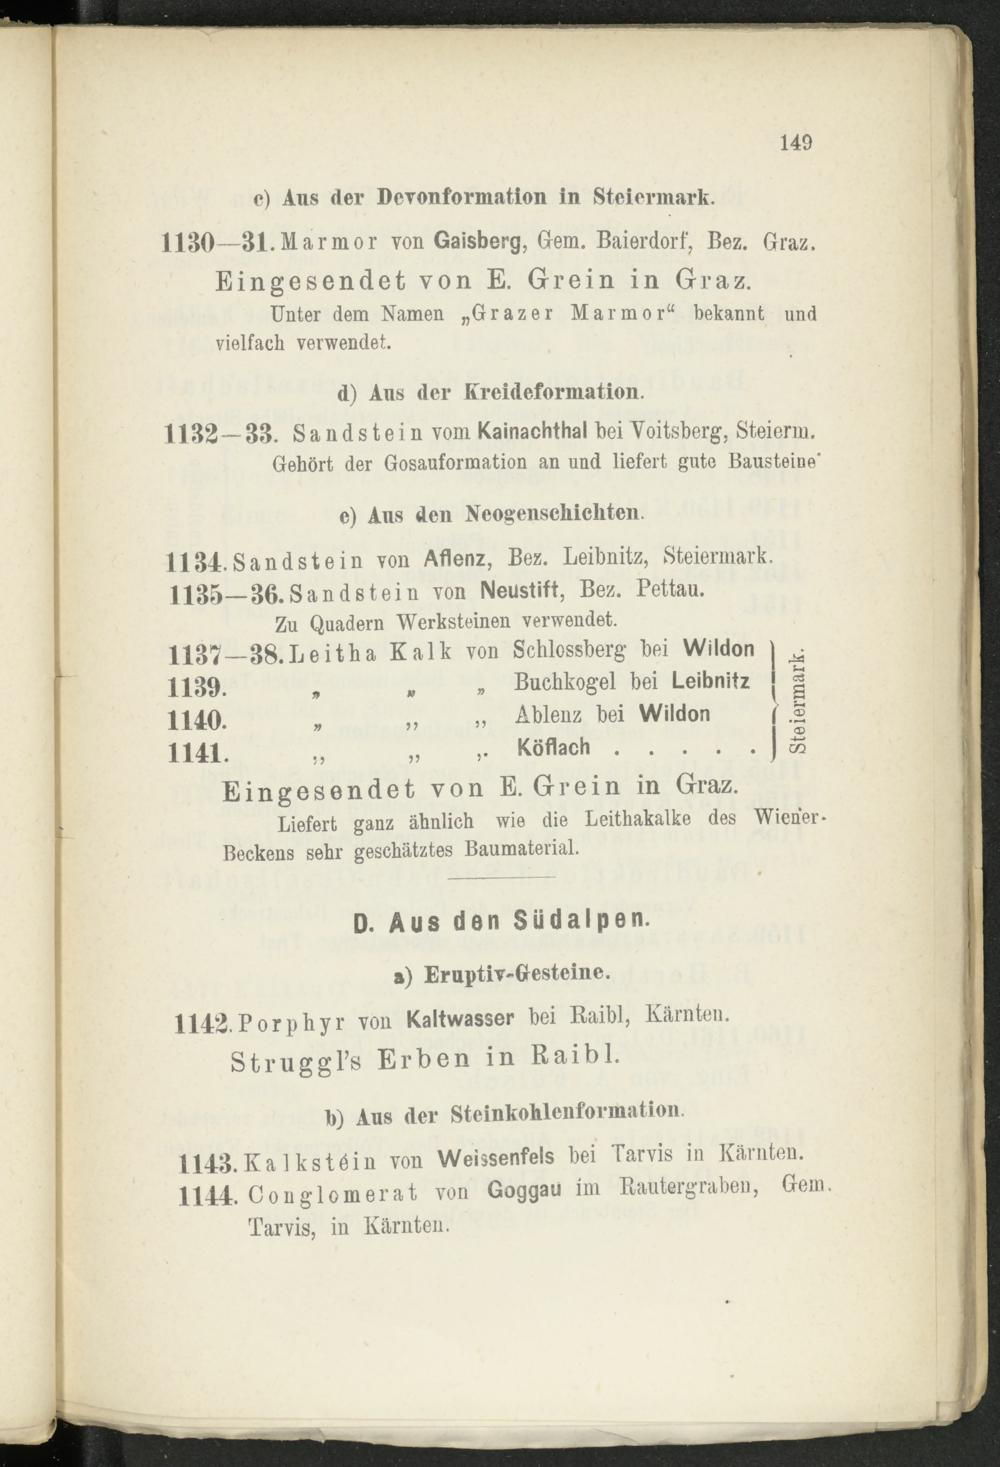 149
c) Aus der Devonformation in Steiermark.
1130—31. Marmor von Gaisberg, Gem. Baierdorf, Bez. Graz.
Eingesendet von E. Grein in Graz.
Unter dem Namen „Grazer Marmor“ bekannt und
vielfach verwendet.
d) Aus der Kreideformation.
1132—33. Sandstein vom Kainachthal bei Voitsberg, Steierm.
Gehört der Gosauformation an und liefert gute Bausteine
e) Aus den Neogenschichten.
1134. Sandstein von Aflenz, Bez. Leibnitz, Steiermark.
1135—36. Sandstein von Neustift, Bez. Pettau.
Zu Quadern Werksteinen verwendet.
1137—38. Leitha Kalk von Schlossberg bei Wildon
1139. „ „ „ Buchkogel bei Leibnitz
1140. „ ,, ,, Ablenz bei Wildon
1141. ,, ,, ,. Köflach . . . . .
Steiermark.
Eingesendet von E. Grein in Graz.
Liefert ganz ähnlich wie die Leithakalke des Wiener-
Beckens sehr geschätztes Baumaterial.
D. Aus den Südalpen.
a) Eruptiv-Gesteine.
1142. Porphyr von Kaltwasser bei Raibl, Kärnten.
Struggl's Erben in Raibl.
b) Aus der Steinkohlenformation.
1143. Kalkstein von Weissenfels bei Tarvis in Kärnten.
1144. Conglomerat von Goggau im Rautergraben, Gem.
Tarvis, in Kärnten.